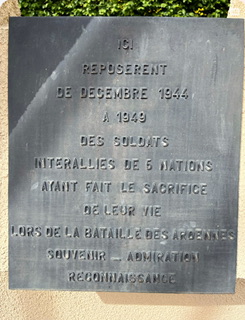 ICI
REPOSERENT
DE DECEMBRE 1944
A 1949
DES SOLDATS
INTERALLIES DE 5 NATIONS
AYANT FAIT LE SACRIFICE
DE LEUR VIE
LORS DE LA BATAILLE DES ARDENNES
SOUVENIR _ ADMIRATION
RECONNAISSANCE